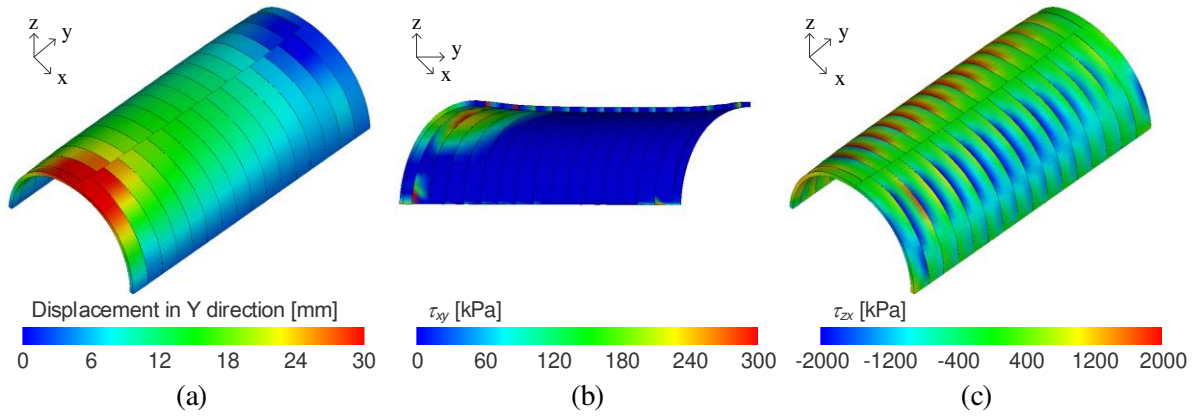 z
y
x
z
y
x
z
y
x
Displacement in Y direction [mm]
0 6 12 18 24 30
(a)
τxy [kPa]
0 60 120 180 240 300
(b)
τzx [kPa]
-2000 -1200 -400 400 1200 2000
(c)